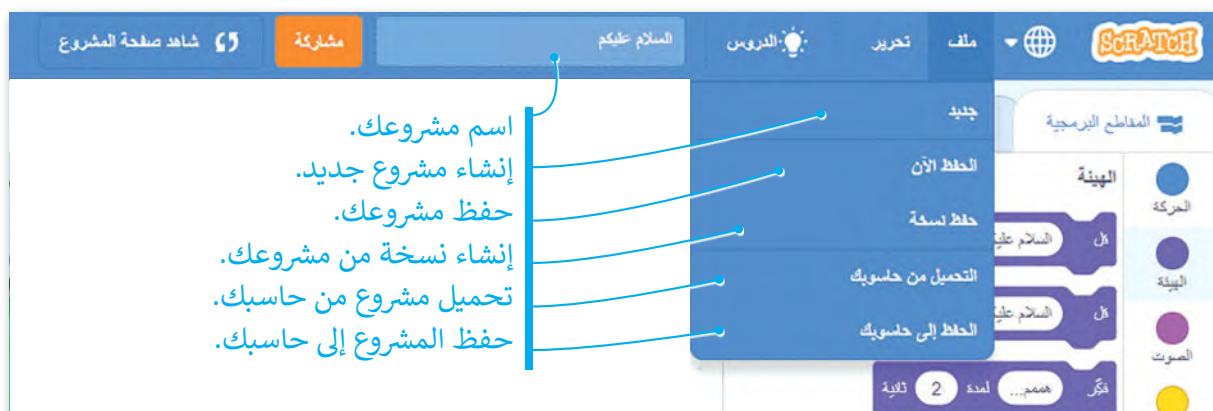 SCRATCH
ملف
تحرير
الدروس
السلام عليكم
مشاركة
شاهد صفحة المشروع
المقاطع البرمجية
جديد
الحفظ الآن
حفظ نسخة
التحميل من حاسوبك
الحفظ إلى حاسوبك
اسم مشروعك.
إنشاء مشروع جديد.
حفظ مشروعك.
إنشاء نسخة من مشروعك.
تحميل مشروع من حاسبك.
حفظ المشروع إلى حاسبك.
الحركة
الهيئة
الصوت
الهيئة
قل السلام عليك
قل السلام عليك
فكّر هممم... لمدة 2 ثانية